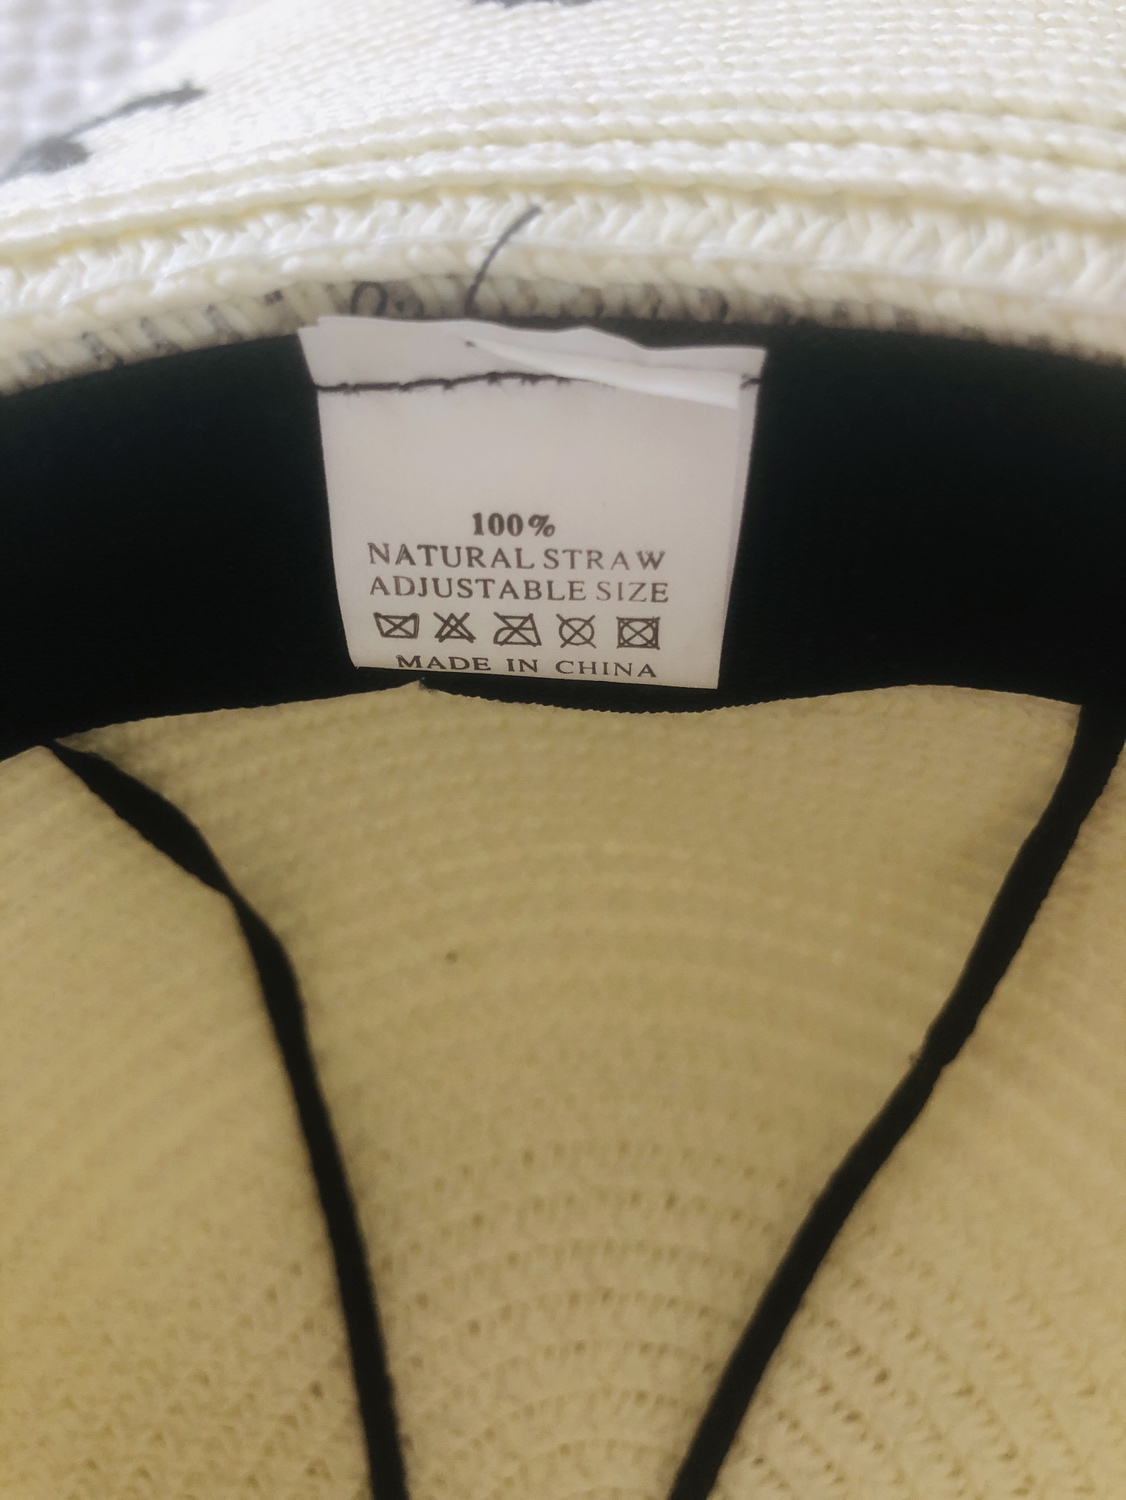 100%
NATURAL STRAW
ADJUSTABLE SIZE
MADE IN CHINA